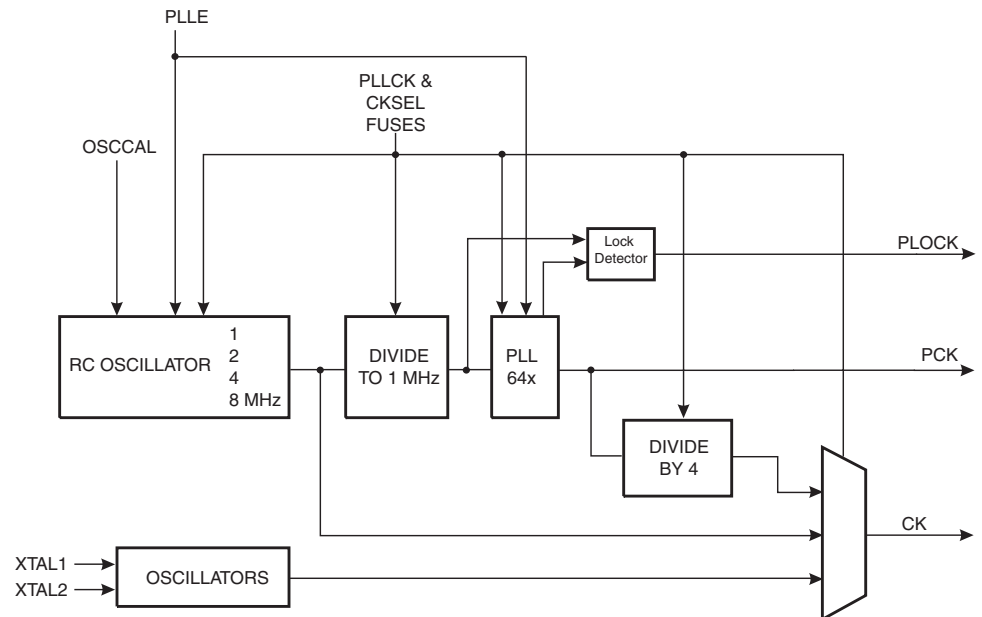 PLLE
PLLCK &
CKSEL
FUSES
OSCCAL
Lock
Detector
PLOCK
RC OSCILLATOR
1
2
4
8 MHz
DIVIDE
TO 1 MHz
PLL
64x
PCK
DIVIDE
BY 4
CK
XTAL1
XTAL2
OSCILLATORS